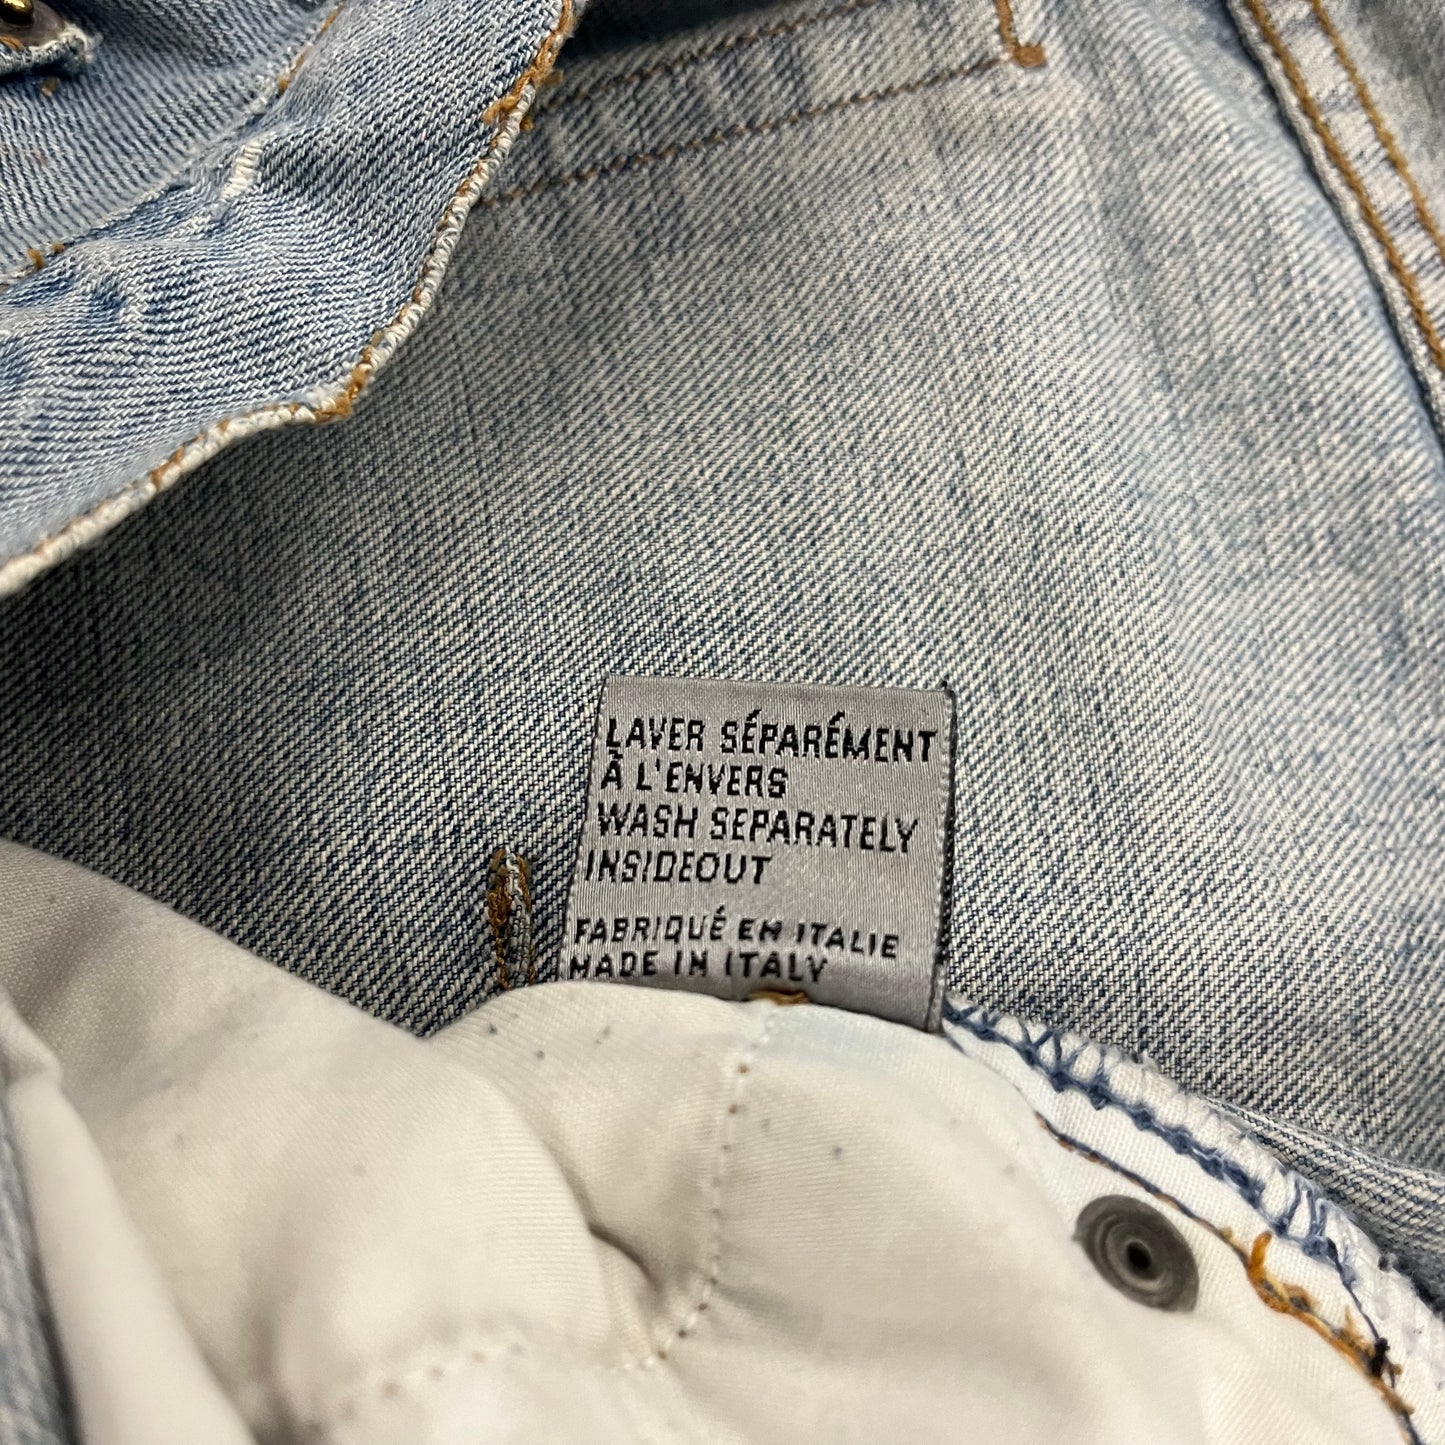 LAVER SÉPARÉMENT
À L'ENVERS
WASH SEPARATELY
INSIDEOUT
FABRIQUÉ EN ITALIE
MADE IN ITALY